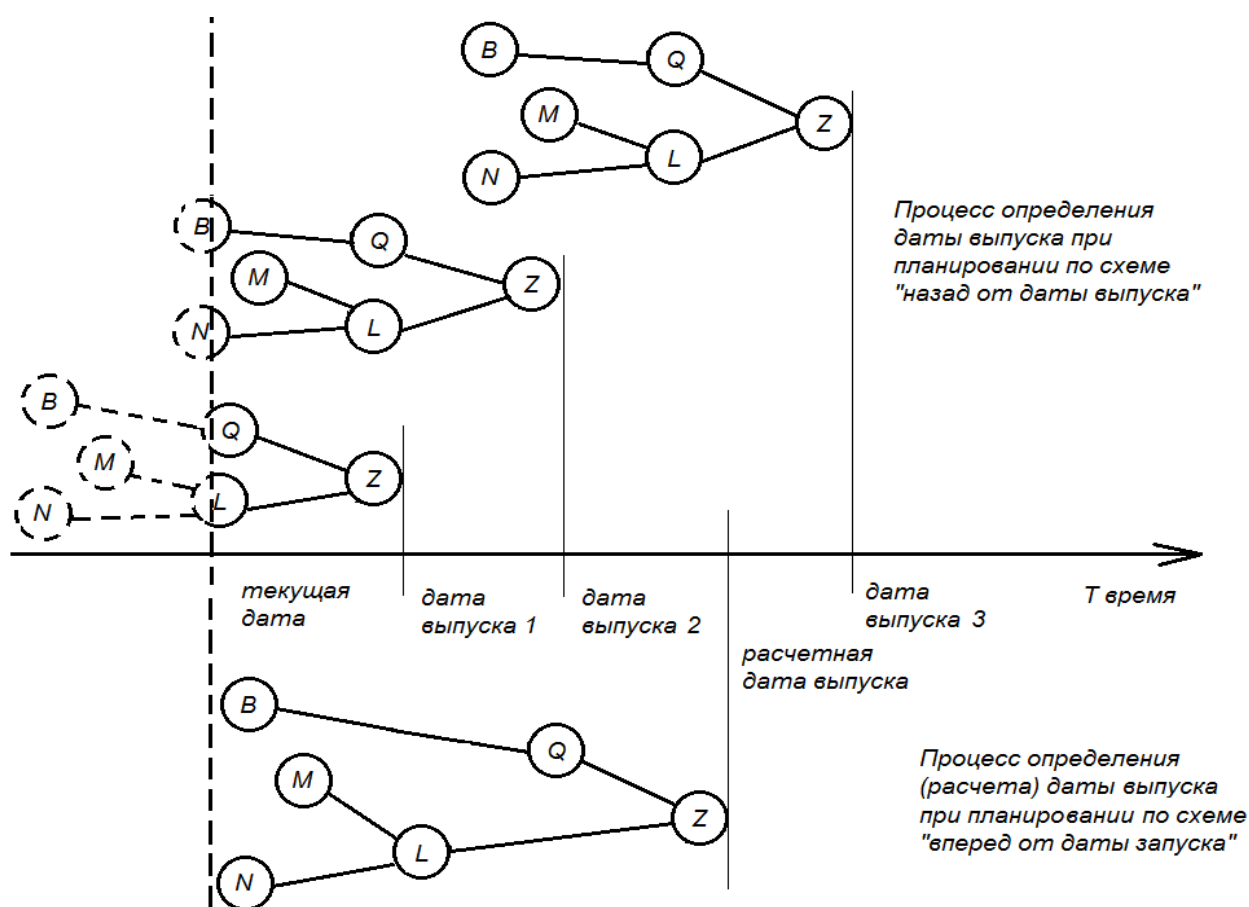 B
Q
M
Z
L
N
Процесс определения
даты выпуска при
планировании по схеме
"назад от даты выпуска"
B
Q
M
Z
L
N
B
Q
M
Z
L
N
текущая
дата
дата
выпуска 1
дата
выпуска 2
дата
выпуска 3
T время
расчетная
дата выпуска
B
Q
M
Z
L
N
Процесс определения
(расчета) даты выпуска
при планировании по схеме
"вперед от даты запуска"